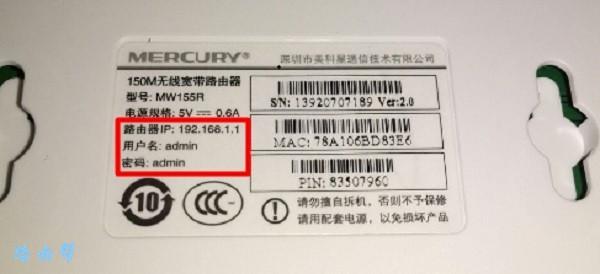 MERCURY® 深圳市美科星通信技术有限公司
150M无线宽带路由器
型号: MW155R
电源规格: 5V⎓0.6A
S/N: 13920707189 Ver:2.0
路由器IP: 192.168.1.1
用户名: admin
密码: admin
MAC: 78A106BD83E6
PIN: 83507960
10
CCC
请勿擅自拆机，否则不予保修
请用配套电源，以免损坏产品